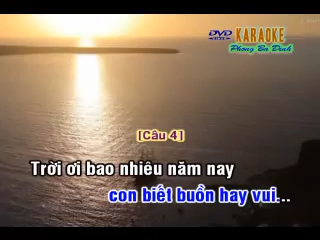 DVD KARAOKE
Phong Ba Đình
[Câu 4]
Trời ơi bao nhiêu năm nay
con biết buồn hay vui...